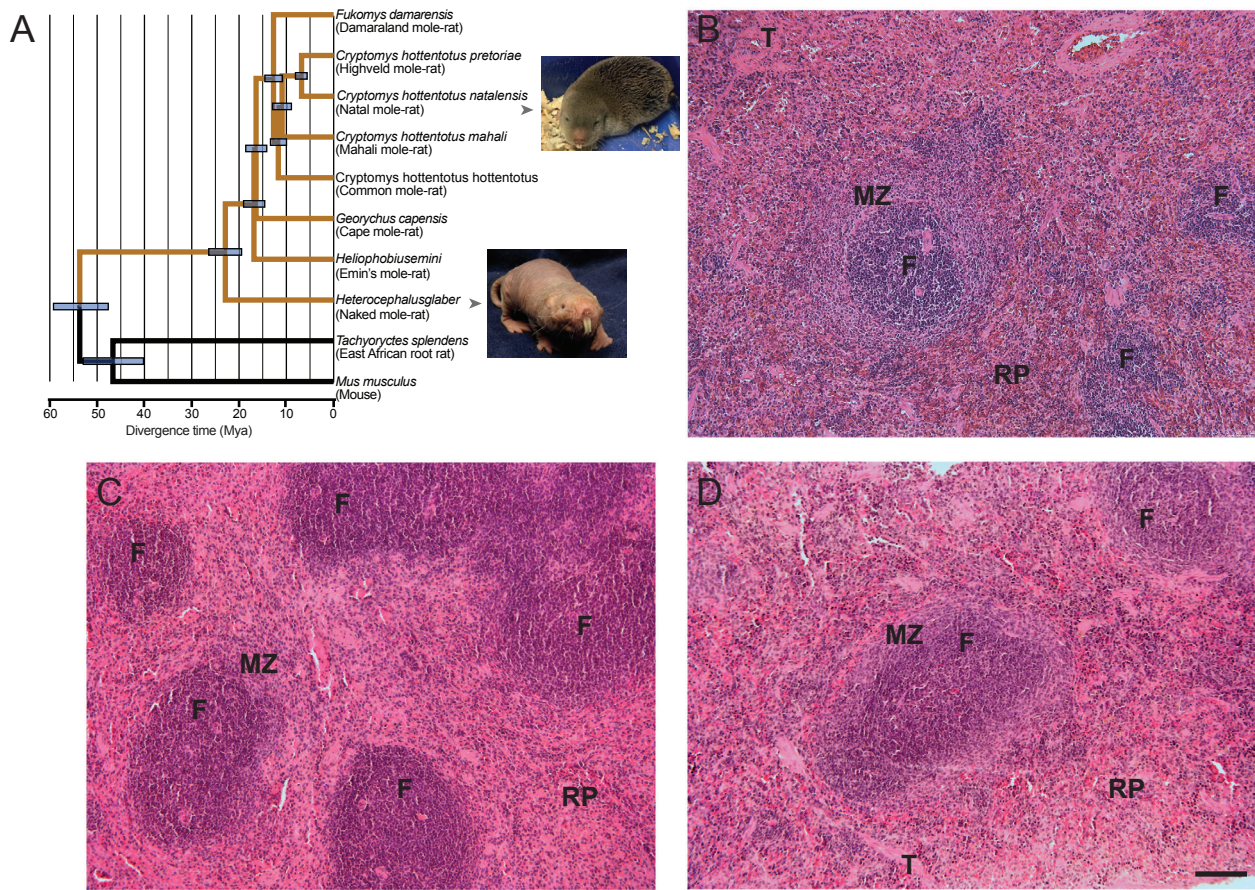 A
Fukomys damarensis
(Damaraland mole-rat)
Cryptomys hottentotus pretoriae
(Highveld mole-rat)
Cryptomys hottentotus natalensis
(Natal mole-rat)
Cryptomys hottentotus mahali
(Mahali mole-rat)
Cryptomys hottentotus hottentotus
(Common mole-rat)
Georychus capensis
(Cape mole-rat)
Heliophobiusemini
(Emin's mole-rat)
Heterocephalusglaber
(Naked mole-rat)
Tachyoryctes splendens
(East African root rat)
Mus musculus
(Mouse)
60 50 40 30 20 10 0
Divergence time (Mya)
B
T
MZ
F
F
RP
F
C
F
F
F
MZ
F
F
RP
D
F
MZ
F
RP
T